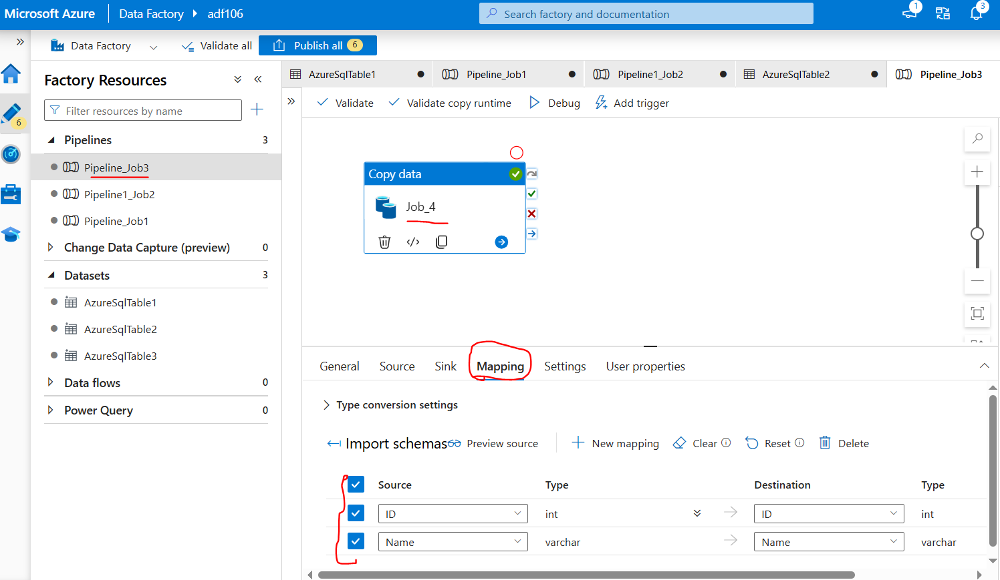 Microsoft Azure Data Factory adf106 Search factory and documentation 1 3
Data Factory Validate all Publish all 6
Factory Resources
Filter resources by name
6
Pipelines 3
Pipeline_Job3
Pipeline1_Job2
Pipeline_Job1
Change Data Capture (preview) 0
Datasets 3
AzureSqlTable1
AzureSqlTable2
AzureSqlTable3
Data flows 0
Power Query 0
AzureSqlTable1 Pipeline_Job1 Pipeline1_Job2 AzureSqlTable2 Pipeline_Job3
Validate Validate copy runtime Debug Add trigger
Copy data
Job_4
General Source Sink Mapping Settings User properties
Type conversion settings
Import schemas Preview source New mapping Clear Reset Delete
Source Type Destination Type
ID int ID int
Name varchar Name varchar